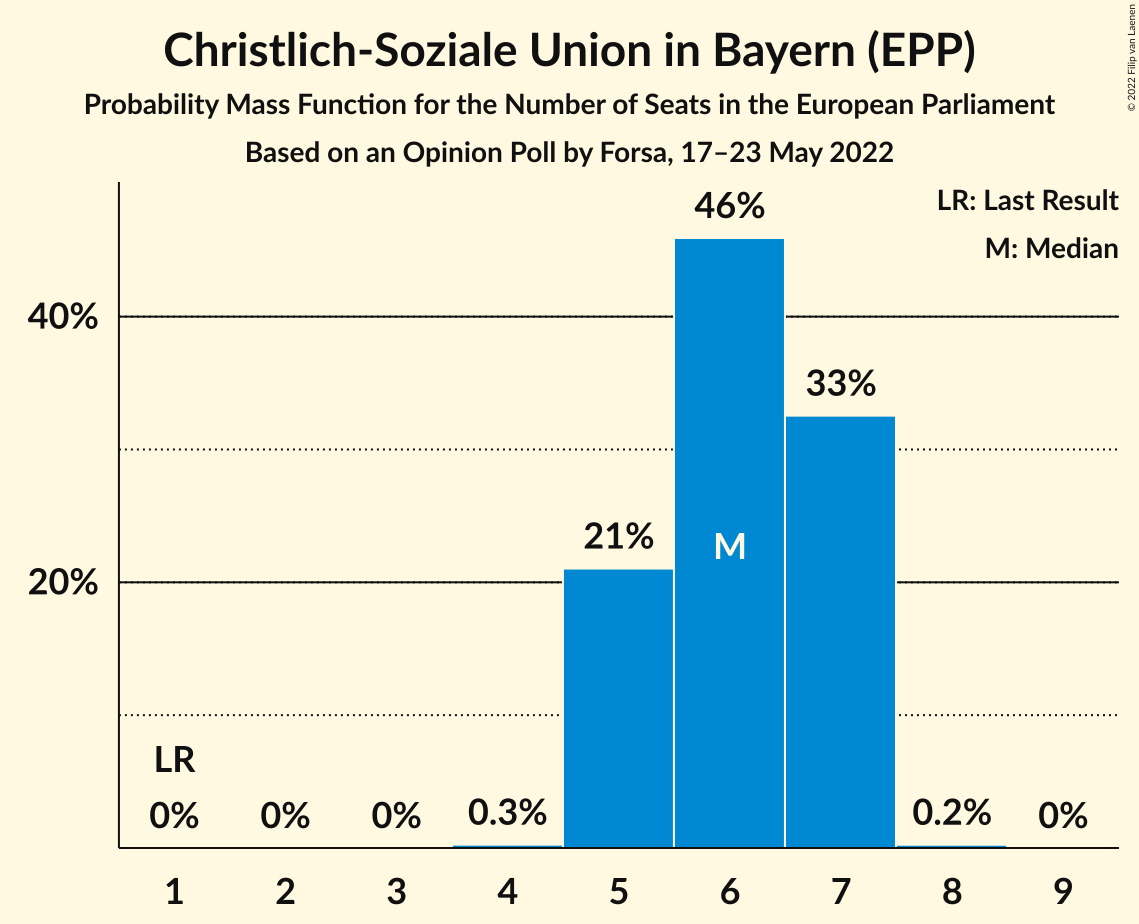 Christlich-Soziale Union in Bayern (EPP)
Probability Mass Function for the Number of Seats in the European Parliament
Based on an Opinion Poll by Forsa, 17–23 May 2022
© 2022 Filip van Laenen
LR: Last Result
M: Median
46%
40%
33%
21%
M
20%
LR
0% 0% 0% 0.3% 0.2% 0%
1 2 3 4 5 6 7 8 9